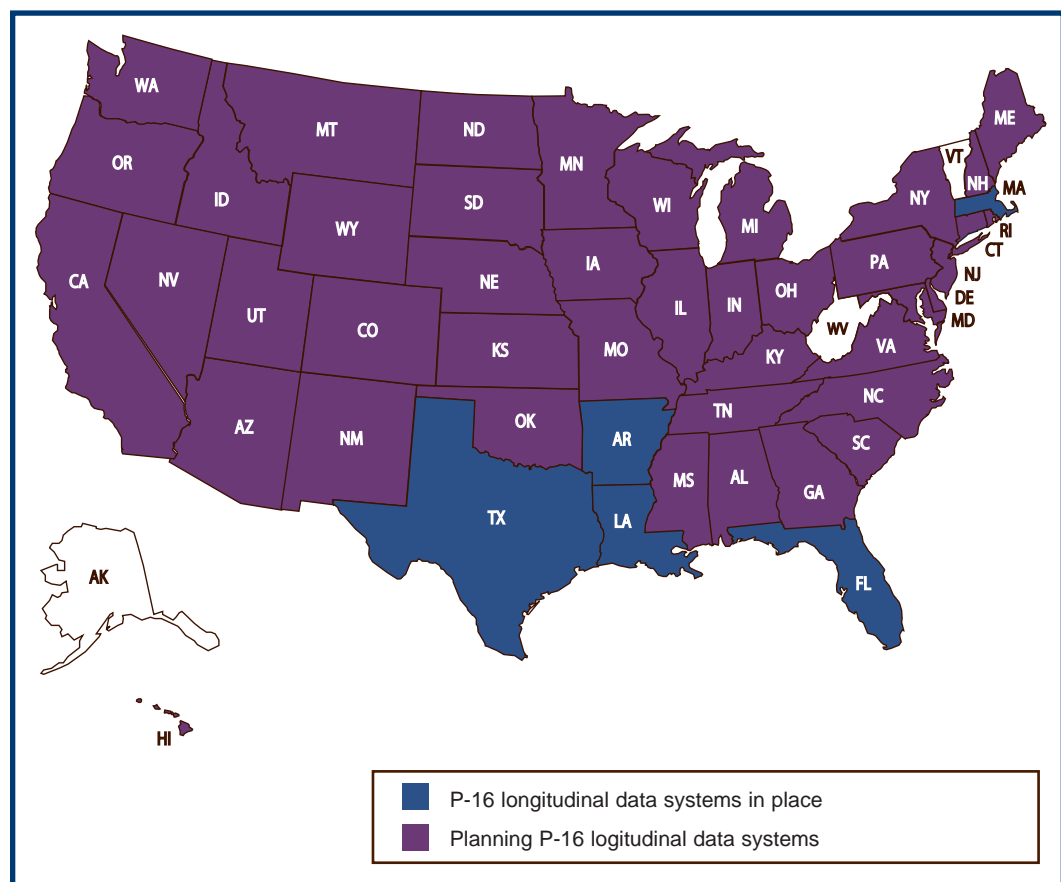 WA
MT
ND
MN
ME
VT
NH
MA
OR
ID
SD
WI
NY
RI
WY
MI
CT
CA
NV
NE
IA
PA
NJ
UT
CO
IL
IN
OH
DE
MD
KS
MO
WV
VA
KY
AZ
NM
OK
AR
TN
NC
SC
MS
AL
GA
TX
LA
FL
AK
HI
P-16 longitudinal data systems in place
Planning P-16 logitudinal data systems